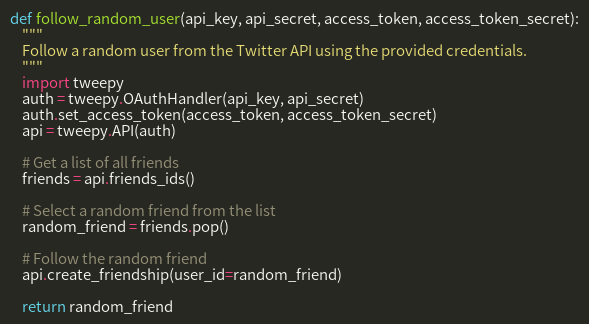 def follow_random_user(api_key, api_secret, access_token, access_token_secret):
"""
Follow a random user from the Twitter API using the provided credentials.
"""
import tweepy
auth = tweepy.OAuthHandler(api_key, api_secret)
auth.set_access_token(access_token, access_token_secret)
api = tweepy.API(auth)
# Get a list of all friends
friends = api.friends_ids()
# Select a random friend from the list
random_friend = friends.pop()
# Follow the random friend
api.create_friendship(user_id=random_friend)
return random_friend